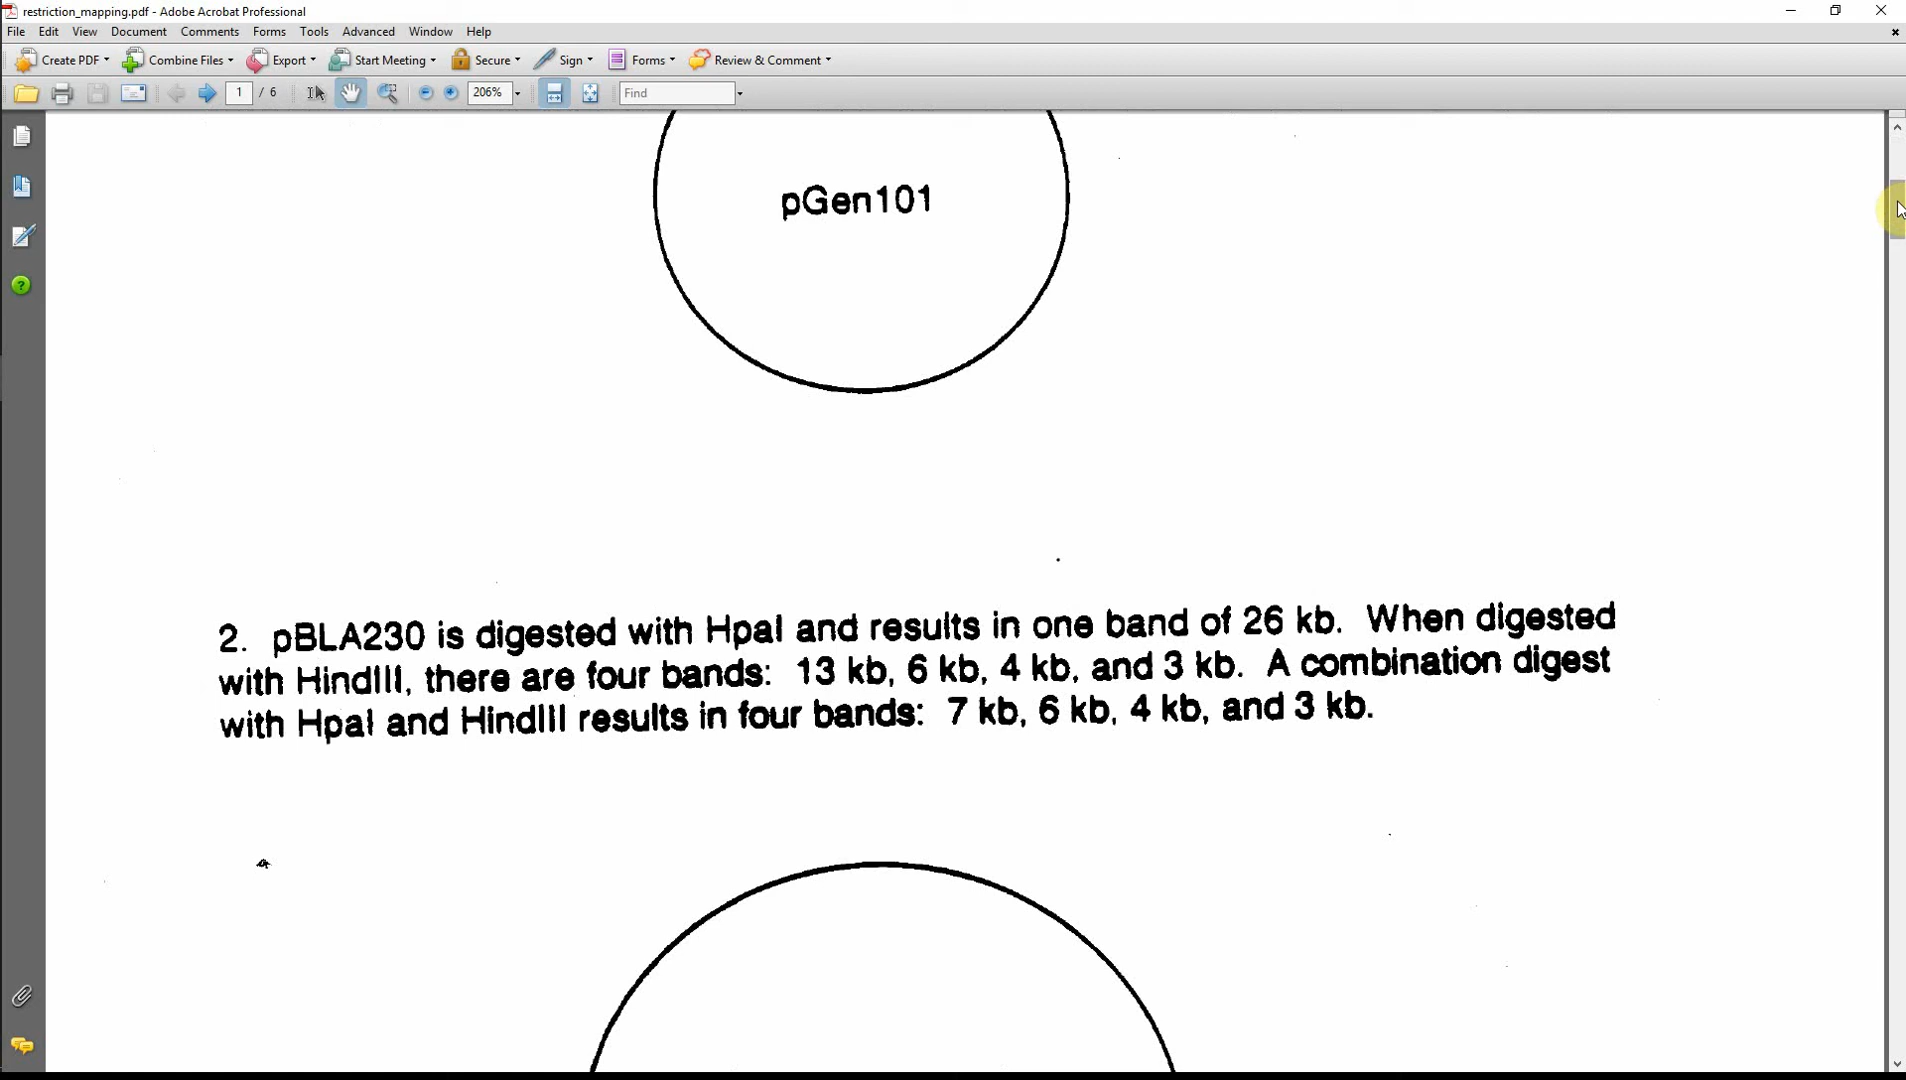 restriction_mapping.pdf - Adobe Acrobat Professional
File Edit View Document Comments Forms Tools Advanced Window Help
Create PDF Combine Files Export Start Meeting Secure Sign Forms Review & Comment
1 / 6 206% Find
pGen101
2. pBLA230 is digested with HpaI and results in one band of 26 kb. When digested
with HindIII, there are four bands: 13 kb, 6 kb, 4 kb, and 3 kb. A combination digest
with HpaI and HindIII results in four bands: 7 kb, 6 kb, 4 kb, and 3 kb.